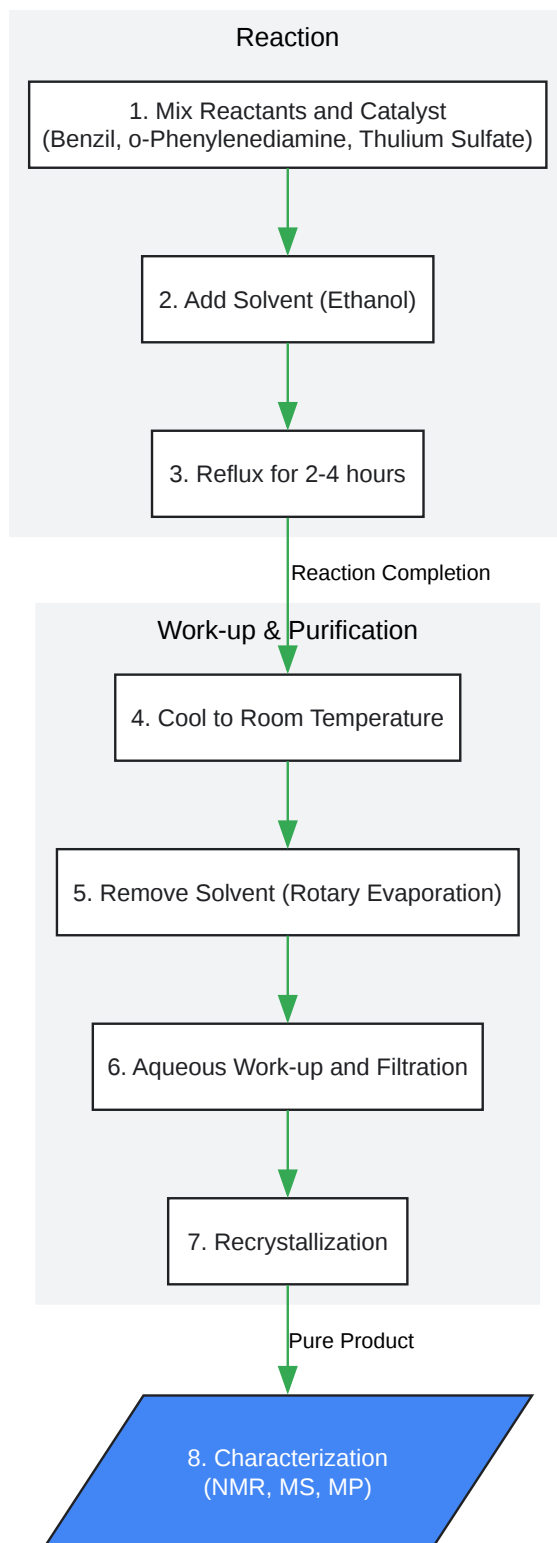 Reaction
1. Mix Reactants and Catalyst
(Benzil, o-Phenylenediamine, Thulium Sulfate)
2. Add Solvent (Ethanol)
3. Reflux for 2-4 hours
Reaction Completion
Work-up & Purification
4. Cool to Room Temperature
5. Remove Solvent (Rotary Evaporation)
6. Aqueous Work-up and Filtration
7. Recrystallization
Pure Product
8. Characterization
(NMR, MS, MP)